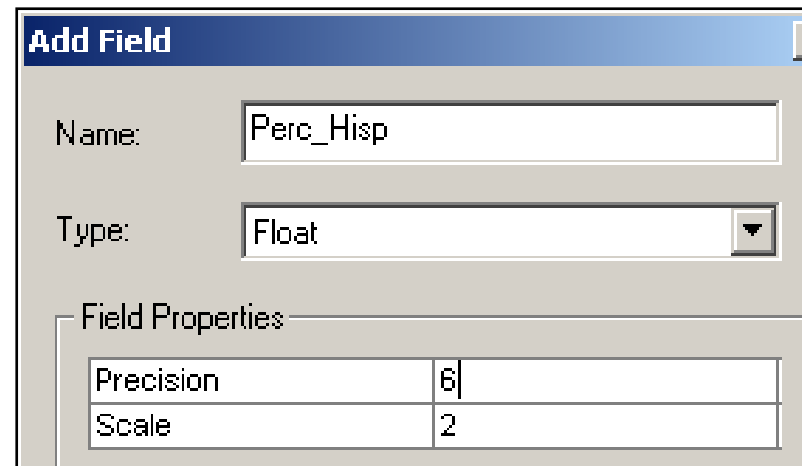 Add Field
Name: Perc_Hisp
Type: Float
Field Properties
Precision 6
Scale 2